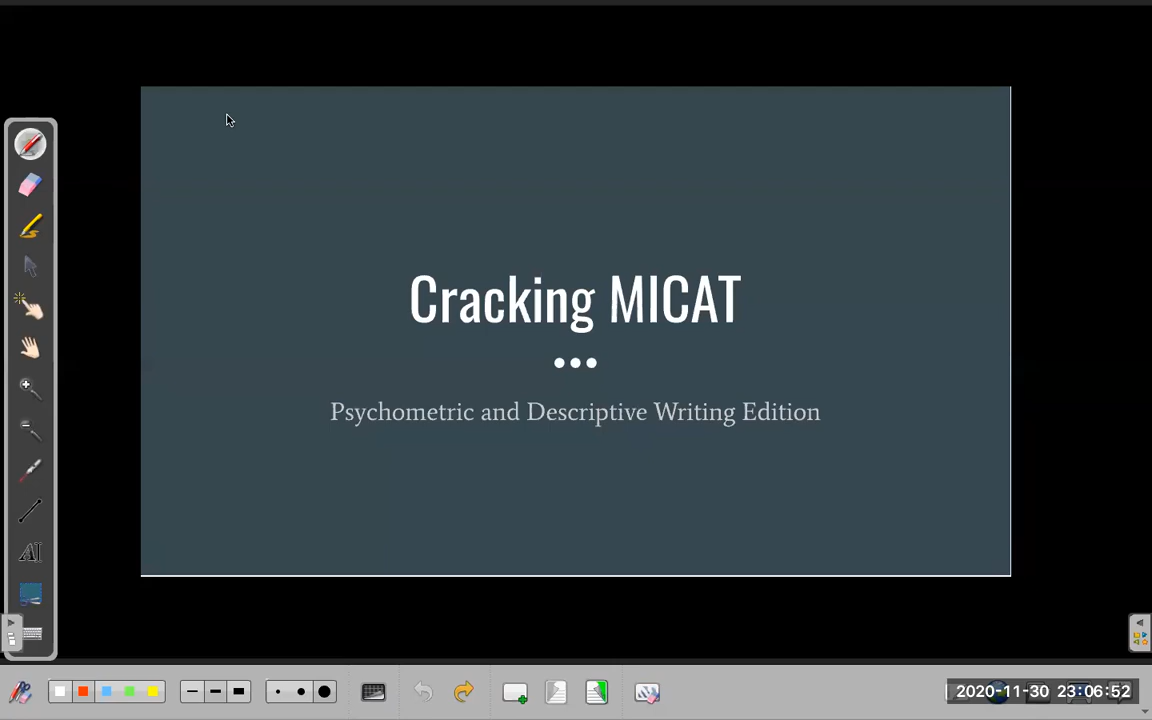 Cracking MICAT
Psychometric and Descriptive Writing Edition
2020-11-30 23:06:52